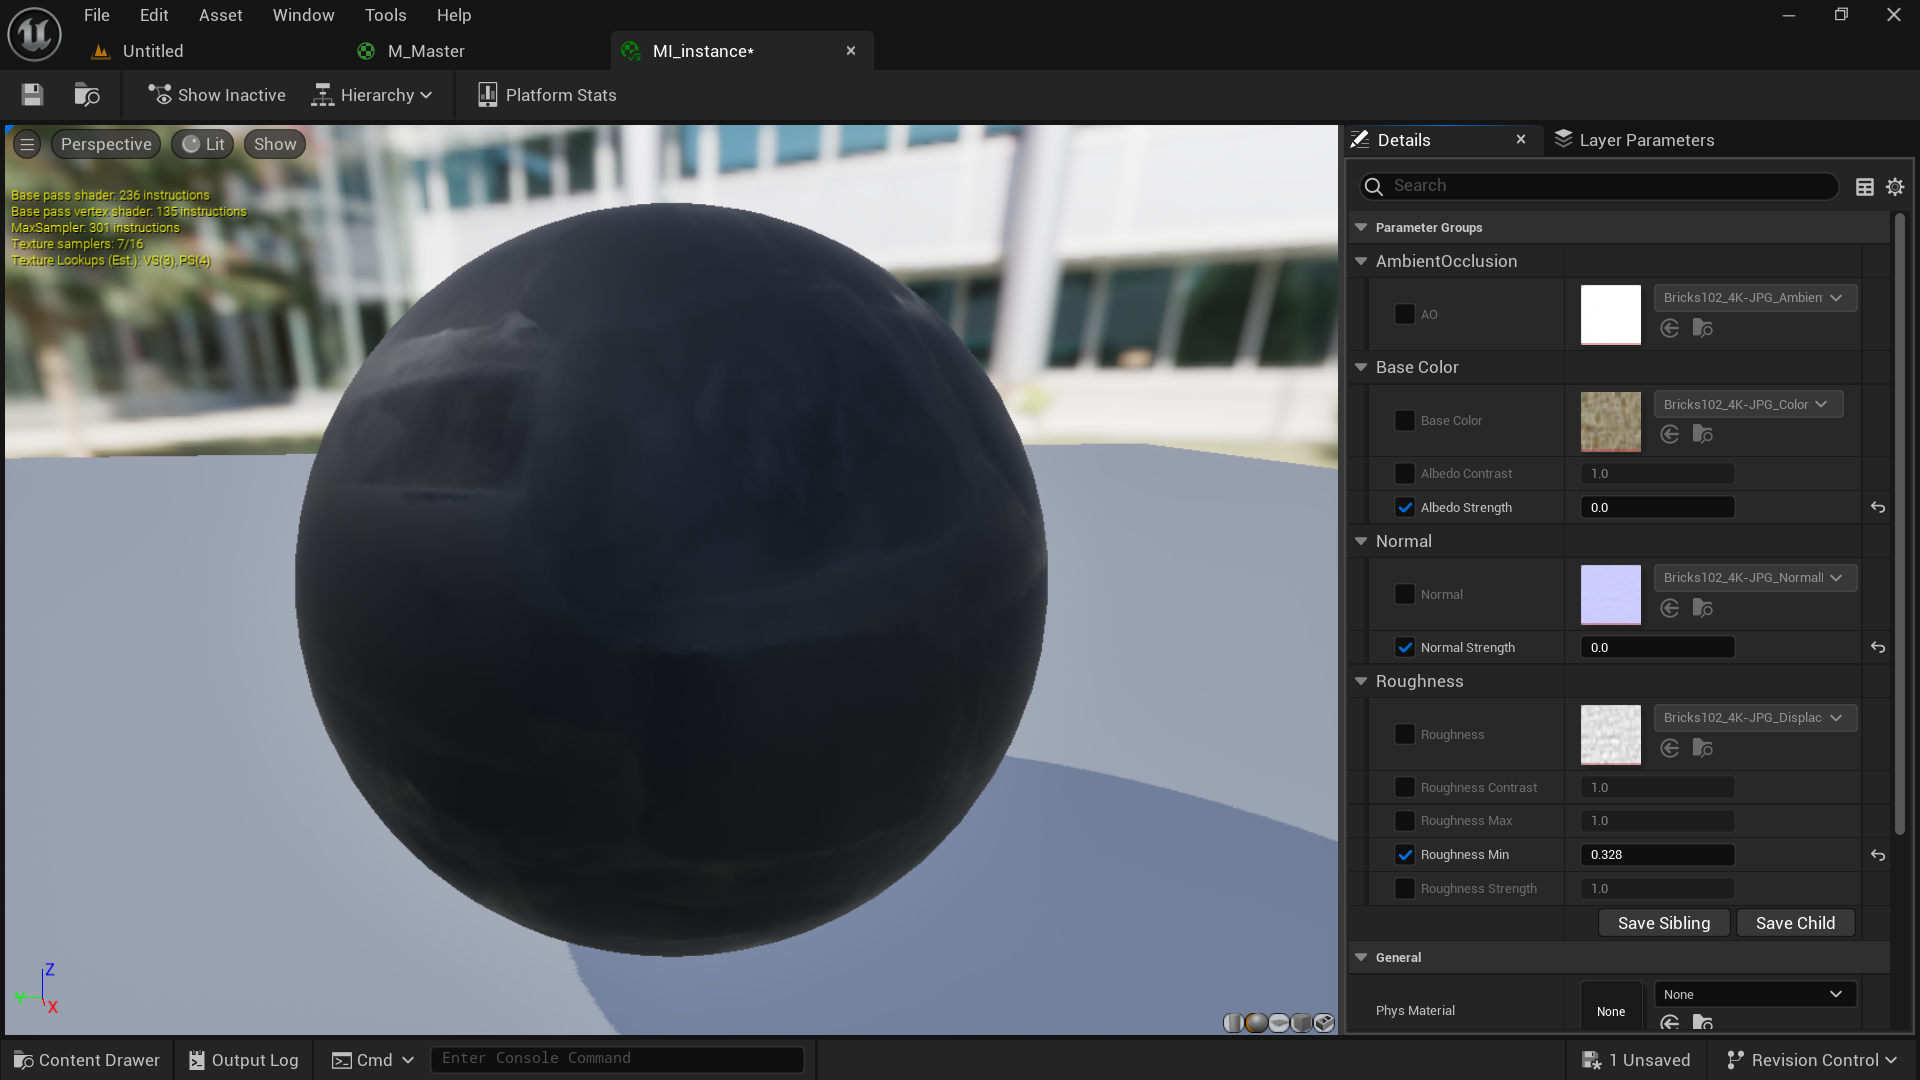 File Edit Asset Window Tools Help
Untitled M_Master MI_instance*
Show Inactive Hierarchy Platform Stats
Perspective Lit Show
Base pass shader: 236 instructions
Base pass vertex shader: 135 instructions
MaxSampler: 301 instructions
Texture samplers: 7/16
Texture Lookups (Est.): VS(3), PS(4)
Z
Y
X
Details Layer Parameters
Search
Parameter Groups
AmbientOcclusion
AO Bricks102_4K-JPG_Ambien
Base Color
Base Color Bricks102_4K-JPG_Color
Albedo Contrast 1.0
Albedo Strength 0.0
Normal
Normal Bricks102_4K-JPG_Normal
Normal Strength 0.0
Roughness
Roughness Bricks102_4K-JPG_Displac
Roughness Contrast 1.0
Roughness Max 1.0
Roughness Min 0.328
Roughness Strength 1.0
Save Sibling Save Child
General
Phys Material None None
Content Drawer Output Log Cmd Enter Console Command 1 Unsaved Revision Control